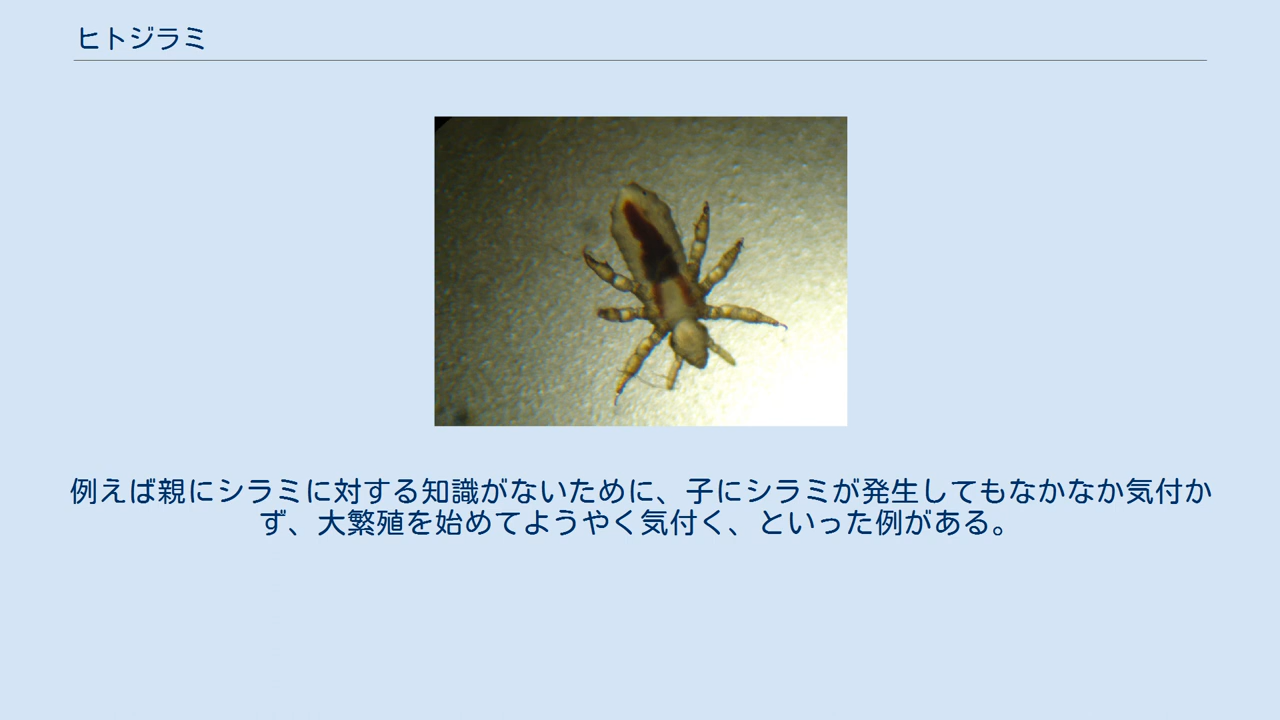 ヒトジラミ
例えば親にシラミに対する知識がないために、子にシラミが発生してもなかなか気付か
ず、大繁殖を始めてようやく気付く、といった例がある。